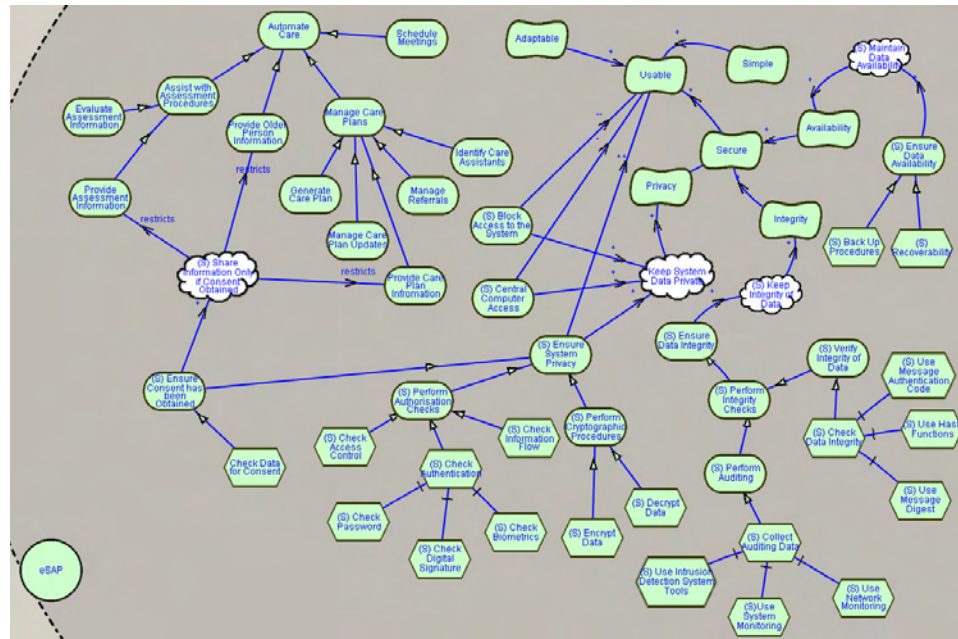 Automate
Care
Schedule
Meetings
Adaptable
Usable
Simple
(S) Maintain
Data
Availability
Evaluate
Assessment
Information
Assist with
Assessment
Procedures
Provide Older
Person
Information
Manage Care
Plans
Identify Care
Assistants
Availability
Secure
(S) Ensure
Data
Availability
Provide
Assessment
Information
restricts
restricts
Generate
Care Plan
Manage
Referrals
Manage Care
Plan Updates
Privacy
(S) Block
Access to the
System
Integrity
(S) Back Up
Procedures
(S)
Recoverability
(S) Share
Information Only
if Consent
Obtained
restricts
Provide Care
Plan
Information
(S) Central
Computer
Access
Keep System
Data Private
(S) Keep
Integrity of
Data
(S) Ensure
Consent has
been
Obtained
(S) Ensure
System
Privacy
(S) Ensure
Data Integrity
(S) Verify
Integrity of
Data
(S) Use
Message
Authentication
Code
(S) Perform
Authorisation
Checks
(S) Perform
Cryptographic
Procedures
(S) Perform
Integrity
Checks
(S) Check
Data Integrity
(S) Use Has
Functions
(S) Check
Access
Control
(S) Check
Information
Flow
Check Data
for Consent
(S) Check
Authentication
(S) Perform
Auditing
(S) Use
Message
Digest
(S) Check
Password
(S) Check
Digital
Signature
(S) Check
Biometrics
(S) Encrypt
Data
(S) Decrypt
Data
(S) Collect
Auditing Data
eSAP
(S) Use Intrusion
Detection System
Tools
(S)Use
System
Monitoring
(S) Use
Network
Monitoring